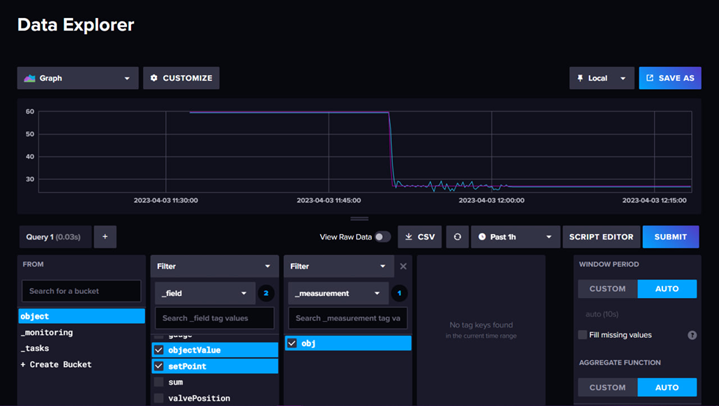 Data Explorer
Graph CUSTOMIZE Local SAVE AS
60
50
40
30
2023-04-03 11:30:00 2023-04-03 11:45:00 2023-04-03 12:00:00 2023-04-03 12:15:00
Query 1 (0.03s) + View Raw Data CSV Past 1h SCRIPT EDITOR SUBMIT
FROM Filter Filter WINDOW PERIOD
Search for a bucket _field 2 _measurement 1 CUSTOM AUTO
Search _field tag values Search _measurement tag va auto (10s)
object objectValue obj No tag keys found Fill missing values ?
_monitoring setPoint in the current time range
_tasks sum AGGREGATE FUNCTION
+ Create Bucket valvePosition CUSTOM AUTO